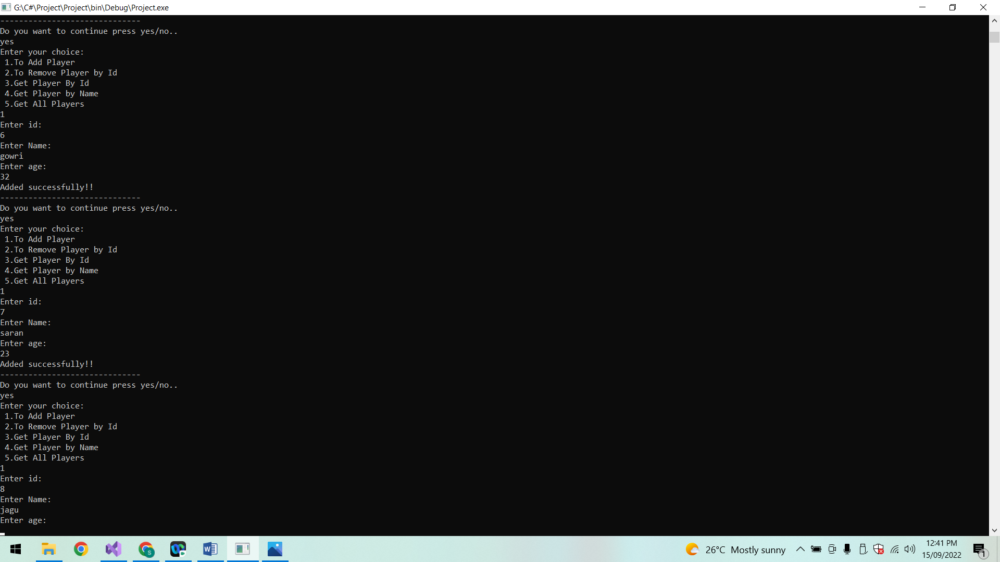 G:\C#\Project\Project\bin\Debug\Project.exe
------------------------------
Do you want to continue press yes/no..
yes
Enter your choice:
 1.To Add Player
 2.To Remove Player by Id
 3.Get Player By Id
 4.Get Player by Name
 5.Get All Players
1
Enter id:
6
Enter Name:
gowri
Enter age:
32
Added successfully!!
------------------------------
Do you want to continue press yes/no..
yes
Enter your choice:
 1.To Add Player
 2.To Remove Player by Id
 3.Get Player By Id
 4.Get Player by Name
 5.Get All Players
1
Enter id:
7
Enter Name:
saran
Enter age:
23
Added successfully!!
------------------------------
Do you want to continue press yes/no..
yes
Enter your choice:
 1.To Add Player
 2.To Remove Player by Id
 3.Get Player By Id
 4.Get Player by Name
 5.Get All Players
1
Enter id:
8
Enter Name:
jagu
Enter age:
S
W
26°C Mostly sunny
12:41 PM
15/09/2022
1